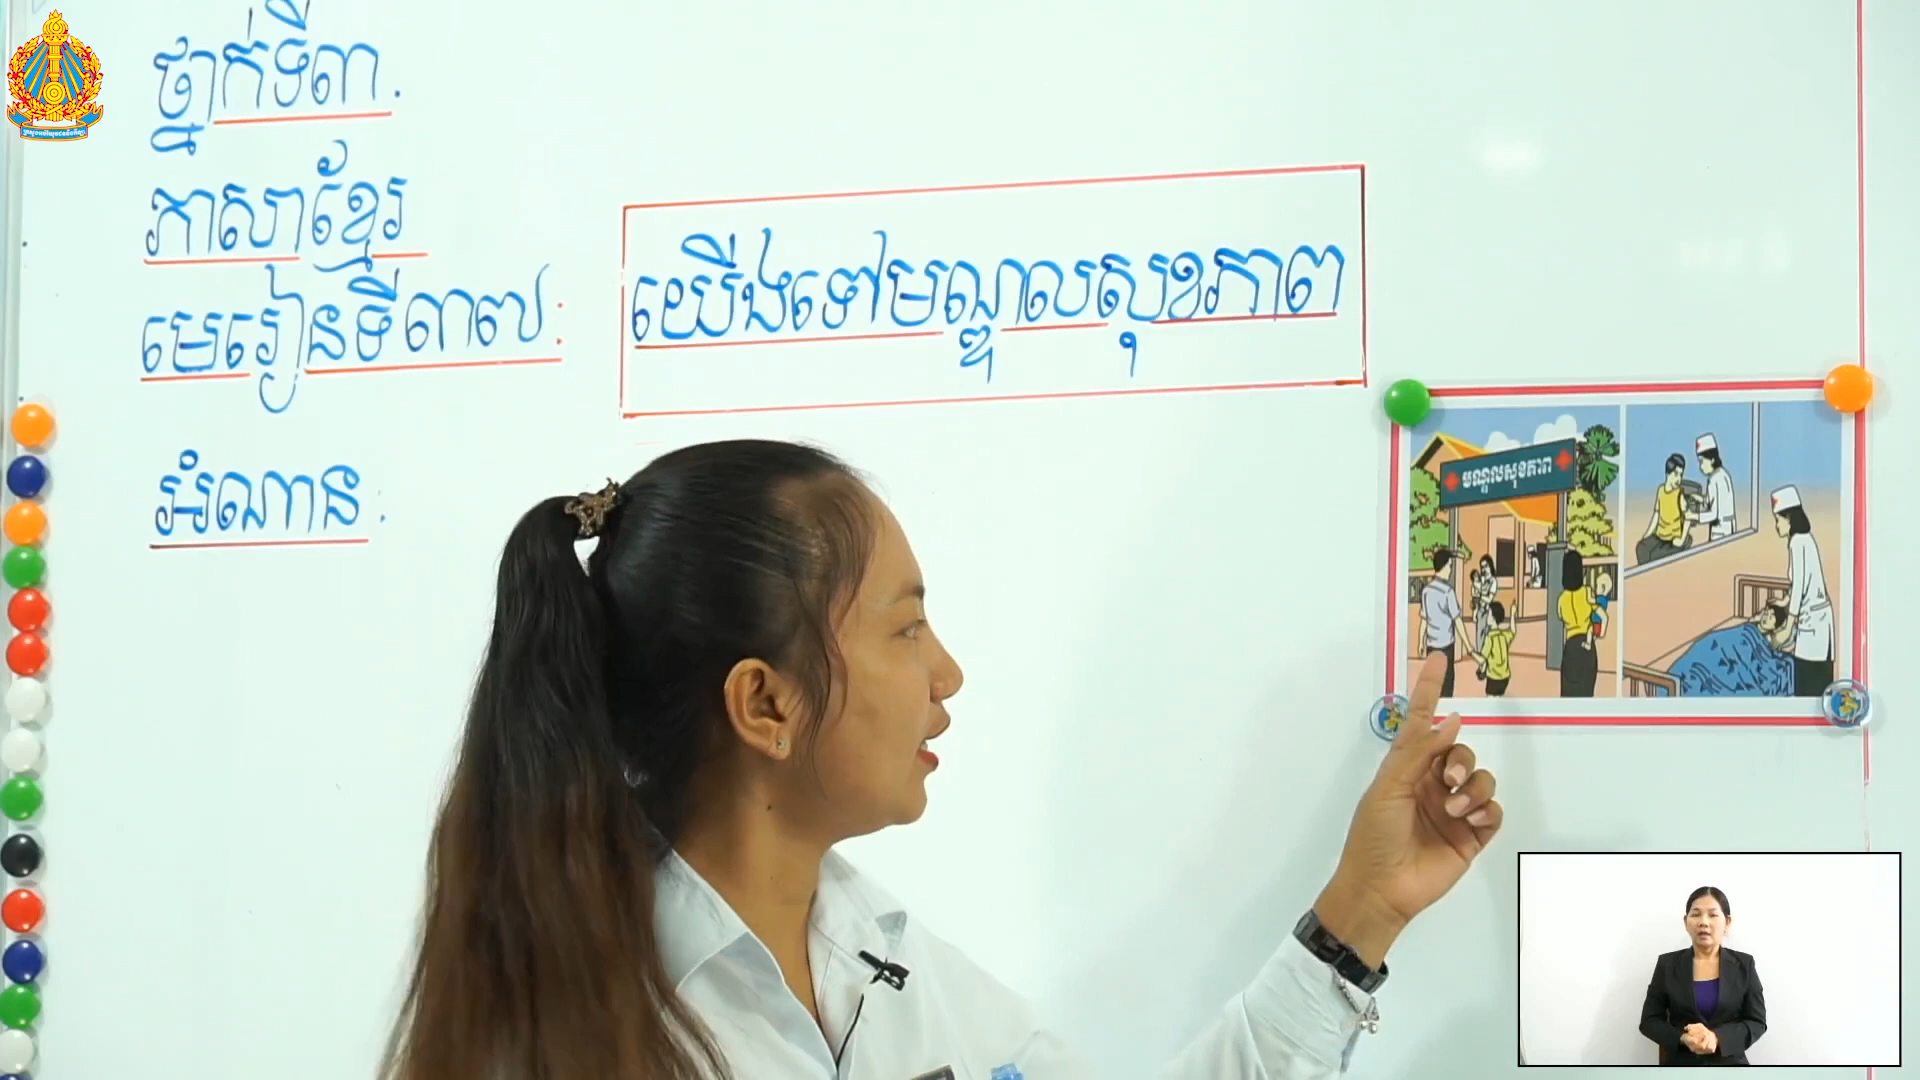 ថ្នាក់ទី៣.
ភាសាខ្មែរ
មេរៀនទី៣៧:
យើងទៅមណ្ឌលសុខភាព
អំណាន:
មណ្ឌលសុខភាព